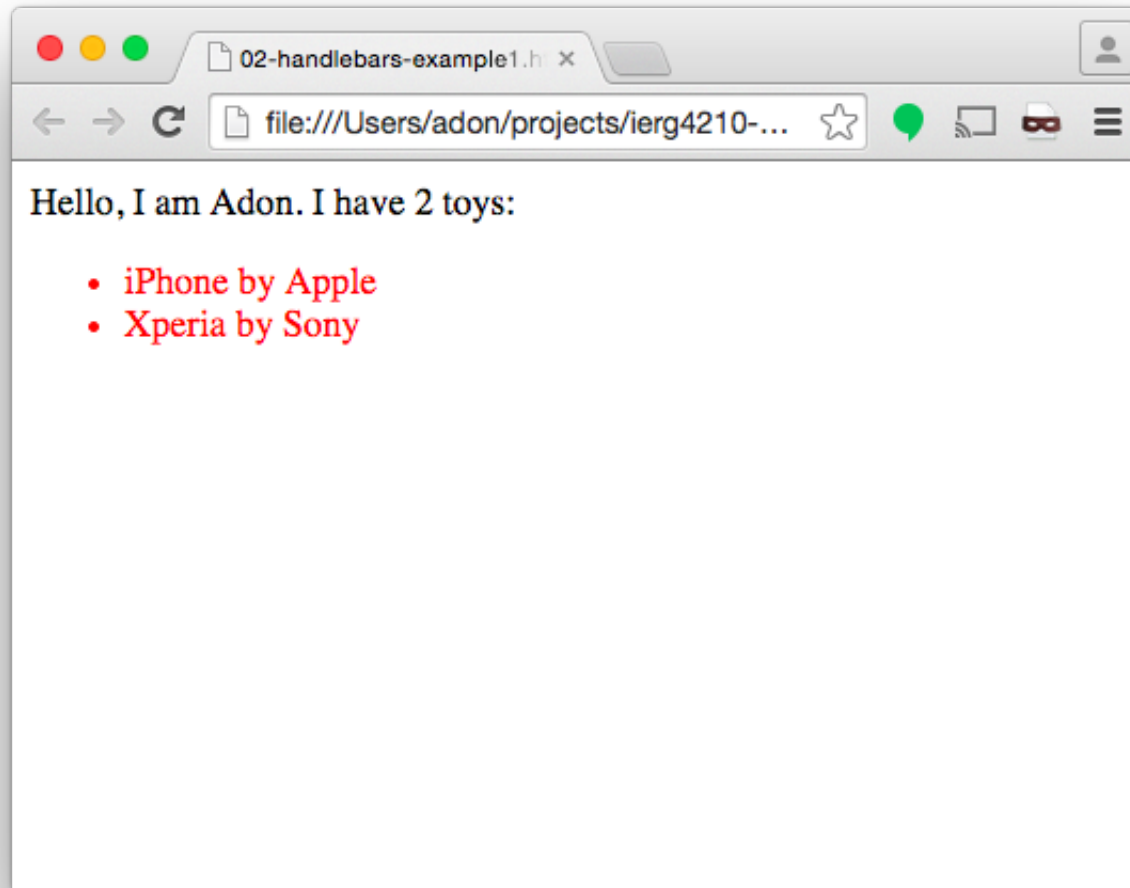 02-handlebars-example1.h
file:///Users/adon/projects/ierg4210-...
Hello, I am Adon. I have 2 toys:
• iPhone by Apple
• Xperia by Sony